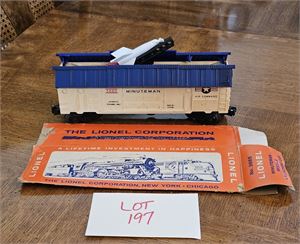 MINUTEMAN
THE LIONEL CORPORATION
A LIFETIME INVESTMENT IN HAPPINESS
LIONEL
LIONEL
THE LIONEL CORPORATION, NEW YORK • CHICAGO
LOT
197